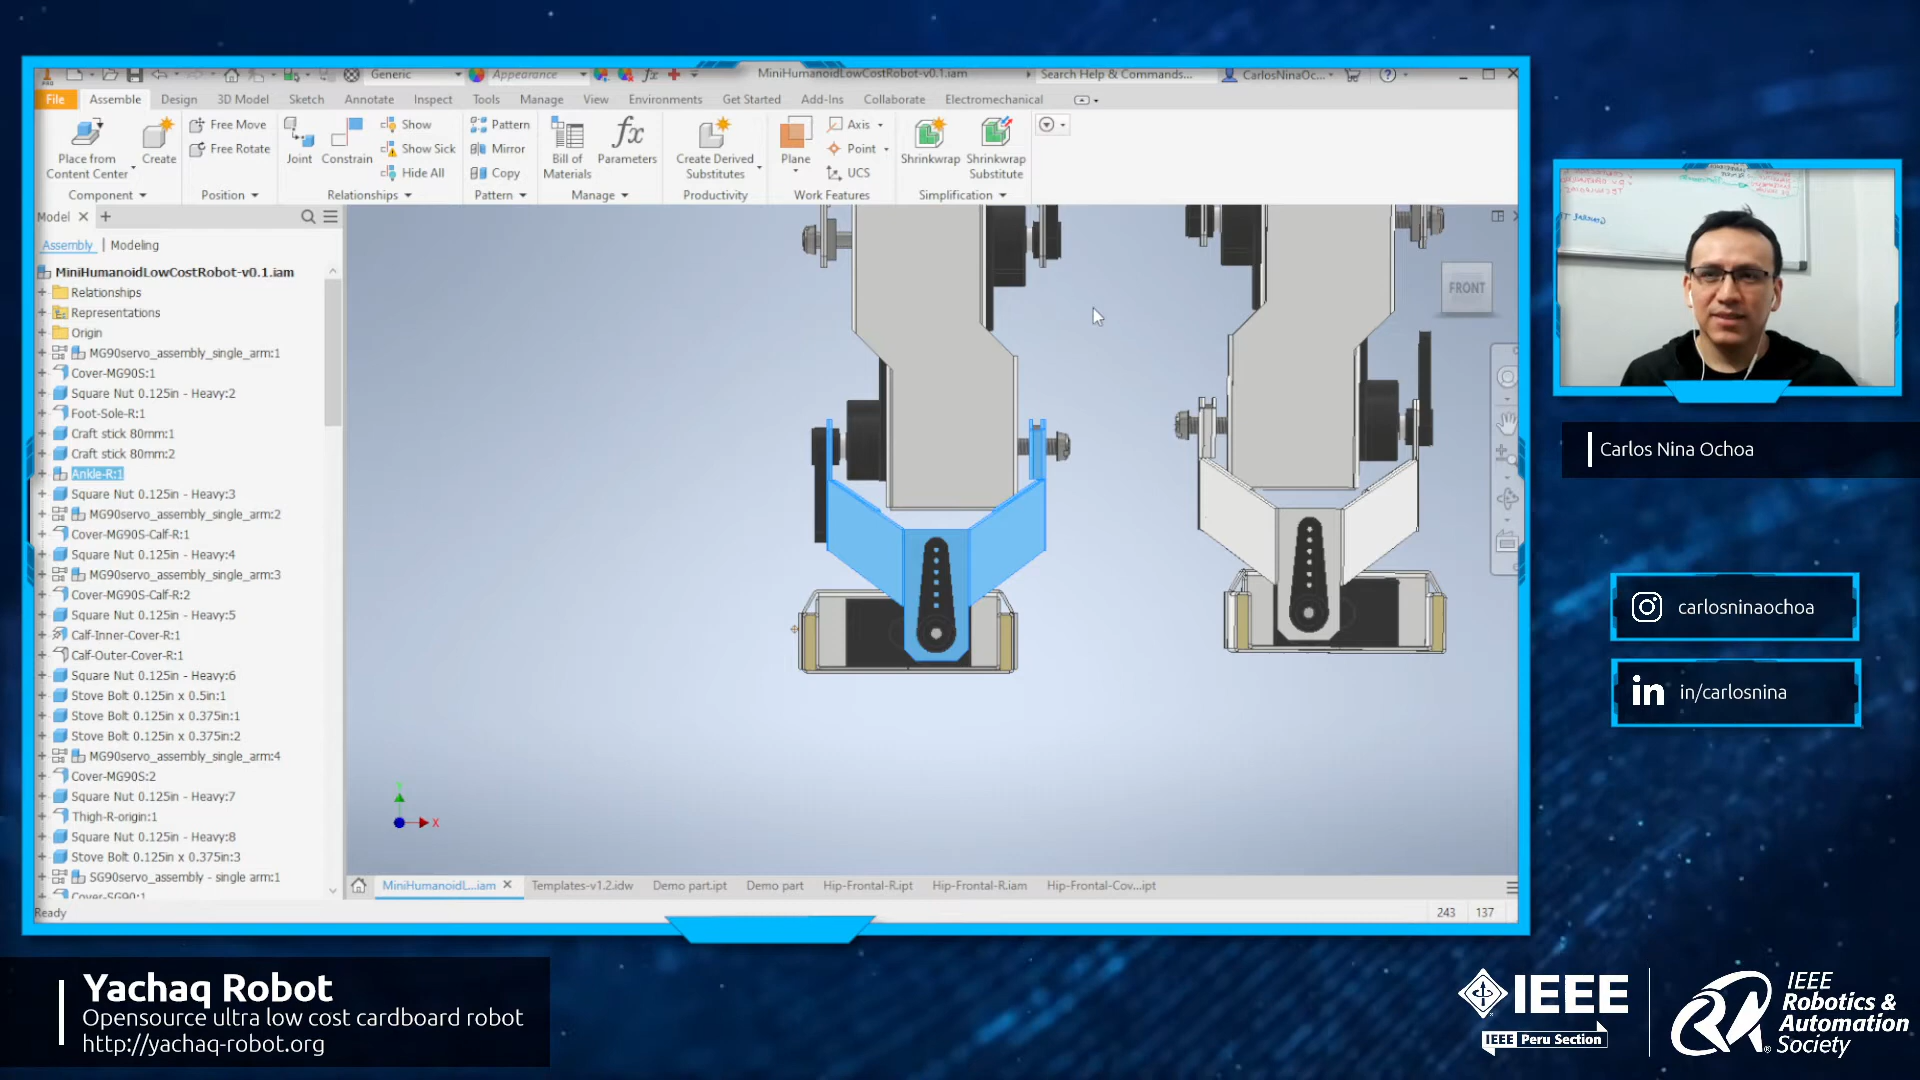 Generic
Appearance
MiniHumanoidLowCostRobot-v0.1.iam
Search Help & Commands...
CarlosNinaOc...
File
Assemble
Design
3D Model
Sketch
Annotate
Inspect
Tools
Manage
View
Environments
Get Started
Add-Ins
Collaborate
Electromechanical
Place from
Content Center
Create
Free Move
Free Rotate
Joint
Constrain
Show
Show Sick
Hide All
Pattern
Mirror
Copy
Bill of
Materials
fx
Parameters
Create Derived
Substitutes
Plane
Axis
Point
UCS
Shrinkwrap
Shrinkwrap
Substitute
Component
Position
Relationships
Pattern
Manage
Productivity
Work Features
Simplification
Model
Assembly
Modeling
MiniHumanoidLowCostRobot-v0.1.iam
Relationships
Representations
Origin
MG90servo_assembly_single_arm:1
Cover-MG90S:1
Square Nut 0.125in - Heavy:2
Foot-Sole-R:1
Craft stick 80mm:1
Craft stick 80mm:2
Ankle-R:1
Square Nut 0.125in - Heavy:3
MG90servo_assembly_single_arm:2
Cover-MG90S-Calf-R:1
Square Nut 0.125in - Heavy:4
MG90servo_assembly_single_arm:3
Cover-MG90S-Calf-R:2
Square Nut 0.125in - Heavy:5
Calf-Inner-Cover-R:1
Calf-Outer-Cover-R:1
Square Nut 0.125in - Heavy:6
Stove Bolt 0.125in x 0.5in:1
Stove Bolt 0.125in x 0.375in:1
Stove Bolt 0.125in x 0.375in:2
MG90servo_assembly_single_arm:4
Cover-MG90S:2
Square Nut 0.125in - Heavy:7
Thigh-R-origin:1
Square Nut 0.125in - Heavy:8
Stove Bolt 0.125in x 0.375in:3
SG90servo_assembly - single arm:1
Cover-SG90:1
FRONT
Y
X
MiniHumanoidL...iam
Templates-v1.2.idw
Demo part.ipt
Demo part
Hip-Frontal-R.ipt
Hip-Frontal-R.iam
Hip-Frontal-Cov...ipt
Ready
243
137
Carlos Nina Ochoa
carlosninaochoa
in/carlosnina
Yachaq Robot
Opensource ultra low cost cardboard robot
http://yachaq-robot.org
IEEE
IEEE Peru Section
IEEE
Robotics &
Automation
Society